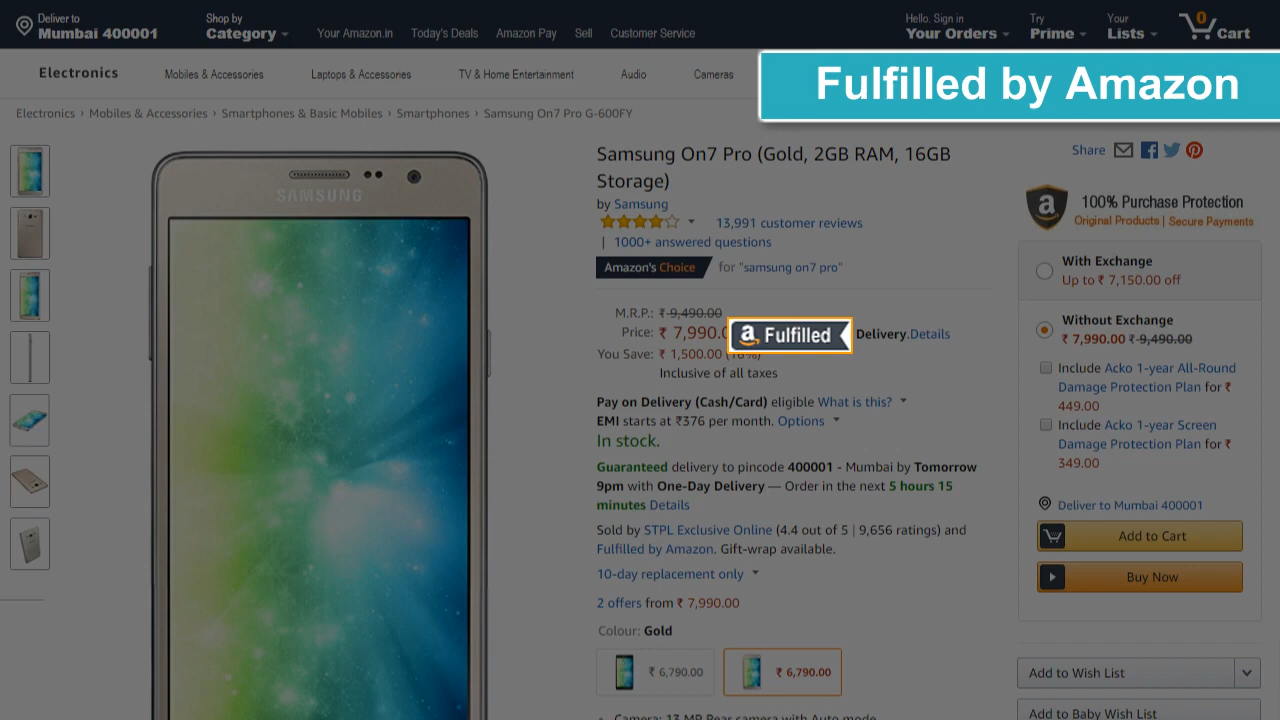 Deliver to
Mumbai 400001
Shop by
Category
Your Amazon.in
Today's Deals
Amazon Pay
Sell
Customer Service
Hello. Sign in
Your Orders
Try
Prime
Your
Lists
0
Cart
Electronics
Mobiles & Accessories
Laptops & Accessories
TV & Home Entertainment
Audio
Cameras
Fulfilled by Amazon
Electronics › Mobiles & Accessories › Smartphones & Basic Mobiles › Smartphones › Samsung On7 Pro G-600FY
SAMSUNG
Samsung On7 Pro (Gold, 2GB RAM, 16GB
Storage)
by Samsung
13,991 customer reviews
| 1000+ answered questions
Amazon's Choice for "samsung on7 pro"
M.R.P.: ₹ 9,490.00
Price: ₹ 7,990.0 a Fulfilled Delivery.Details
You Save: ₹ 1,500.00 (16%)
Inclusive of all taxes
Pay on Delivery (Cash/Card) eligible What is this?
EMI starts at ₹376 per month. Options
In stock.
Guaranteed delivery to pincode 400001 - Mumbai by Tomorrow
9pm with One-Day Delivery — Order in the next 5 hours 15
minutes Details
Sold by STPL Exclusive Online (4.4 out of 5 | 9,656 ratings) and
Fulfilled by Amazon. Gift-wrap available.
10-day replacement only
2 offers from ₹ 7,990.00
Colour: Gold
₹ 6,790.00
₹ 6,790.00
Camera: 13 MP Rear camera with Auto mode
Share
a
100% Purchase Protection
Original Products | Secure Payments
With Exchange
Up to ₹ 7,150.00 off
Without Exchange
₹ 7,990.00 ₹ 9,490.00
Include Acko 1-year All-Round
Damage Protection Plan for ₹
449.00
Include Acko 1-year Screen
Damage Protection Plan for ₹
349.00
Deliver to Mumbai 400001
Add to Cart
Buy Now
Add to Wish List
Add to Baby Wish List